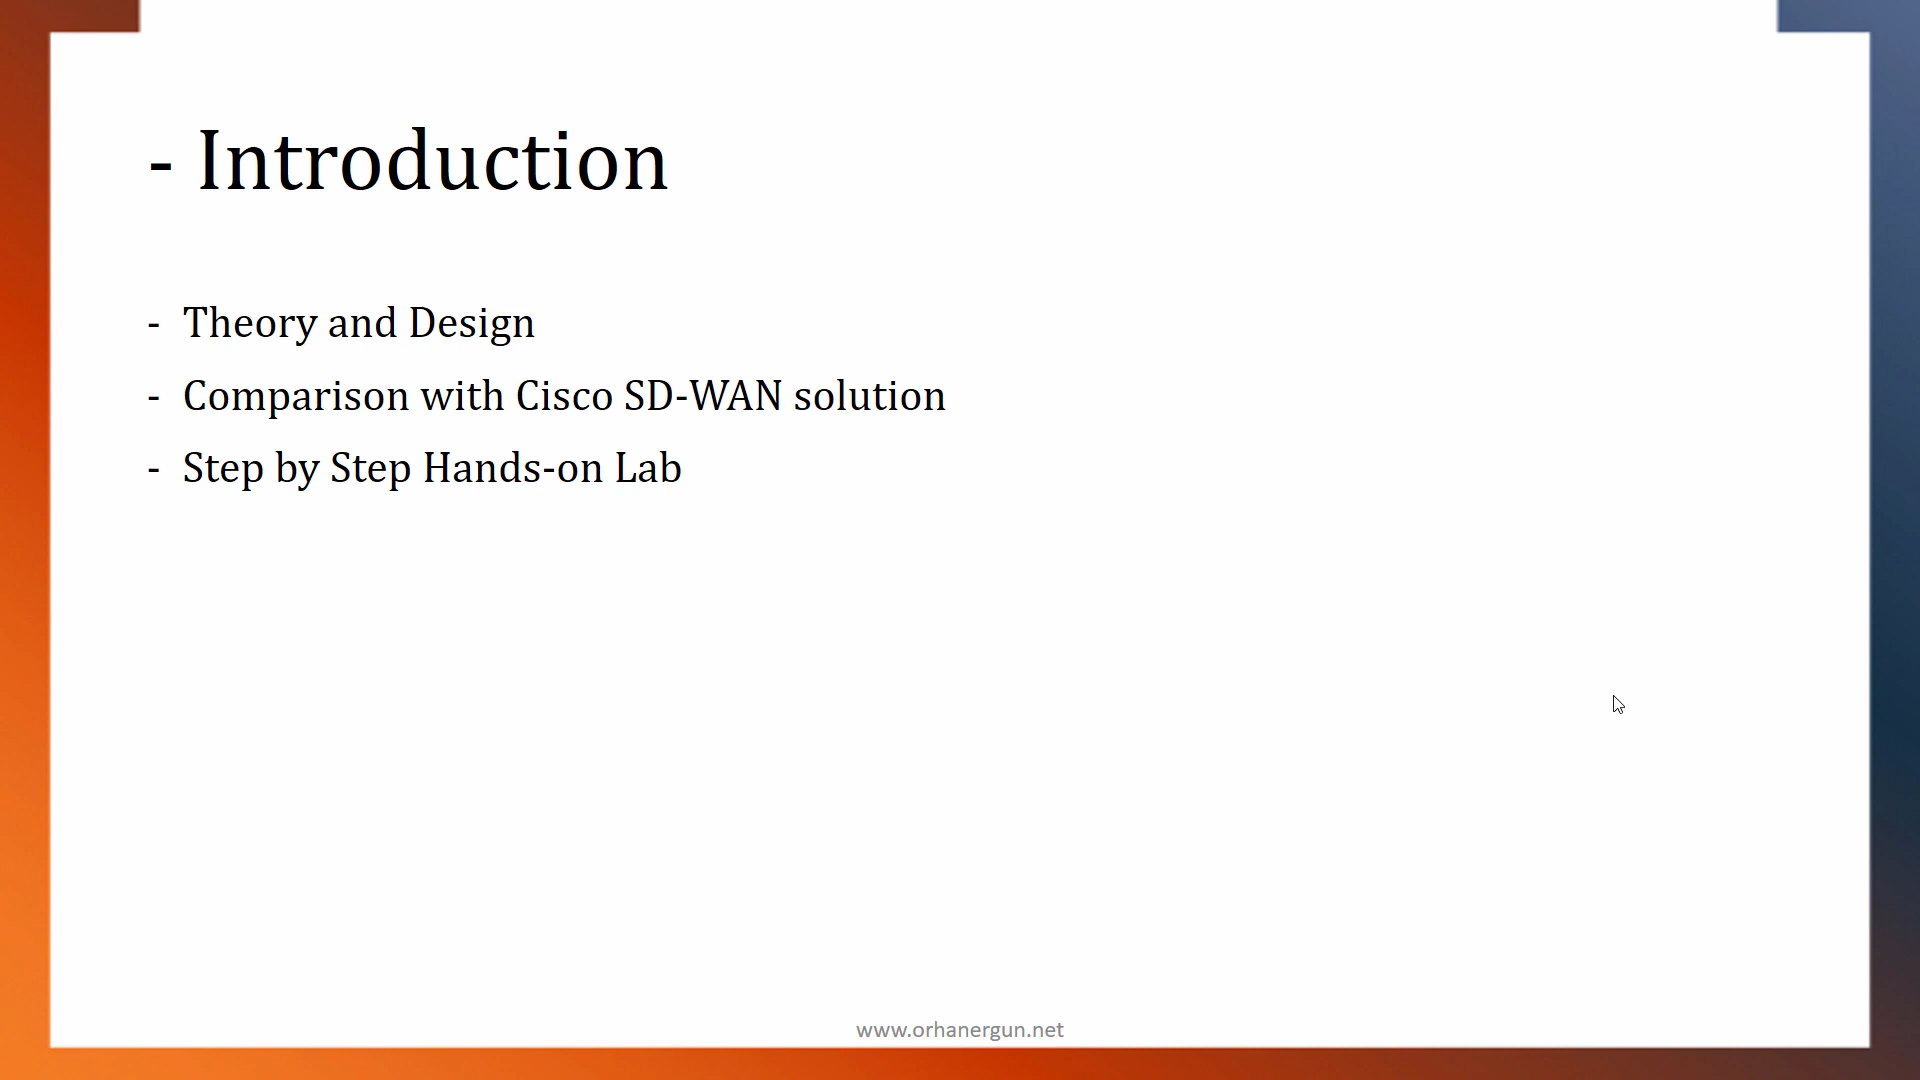 - Introduction
- Theory and Design
- Comparison with Cisco SD-WAN solution
- Step by Step Hands-on Lab
www.orhanergun.net